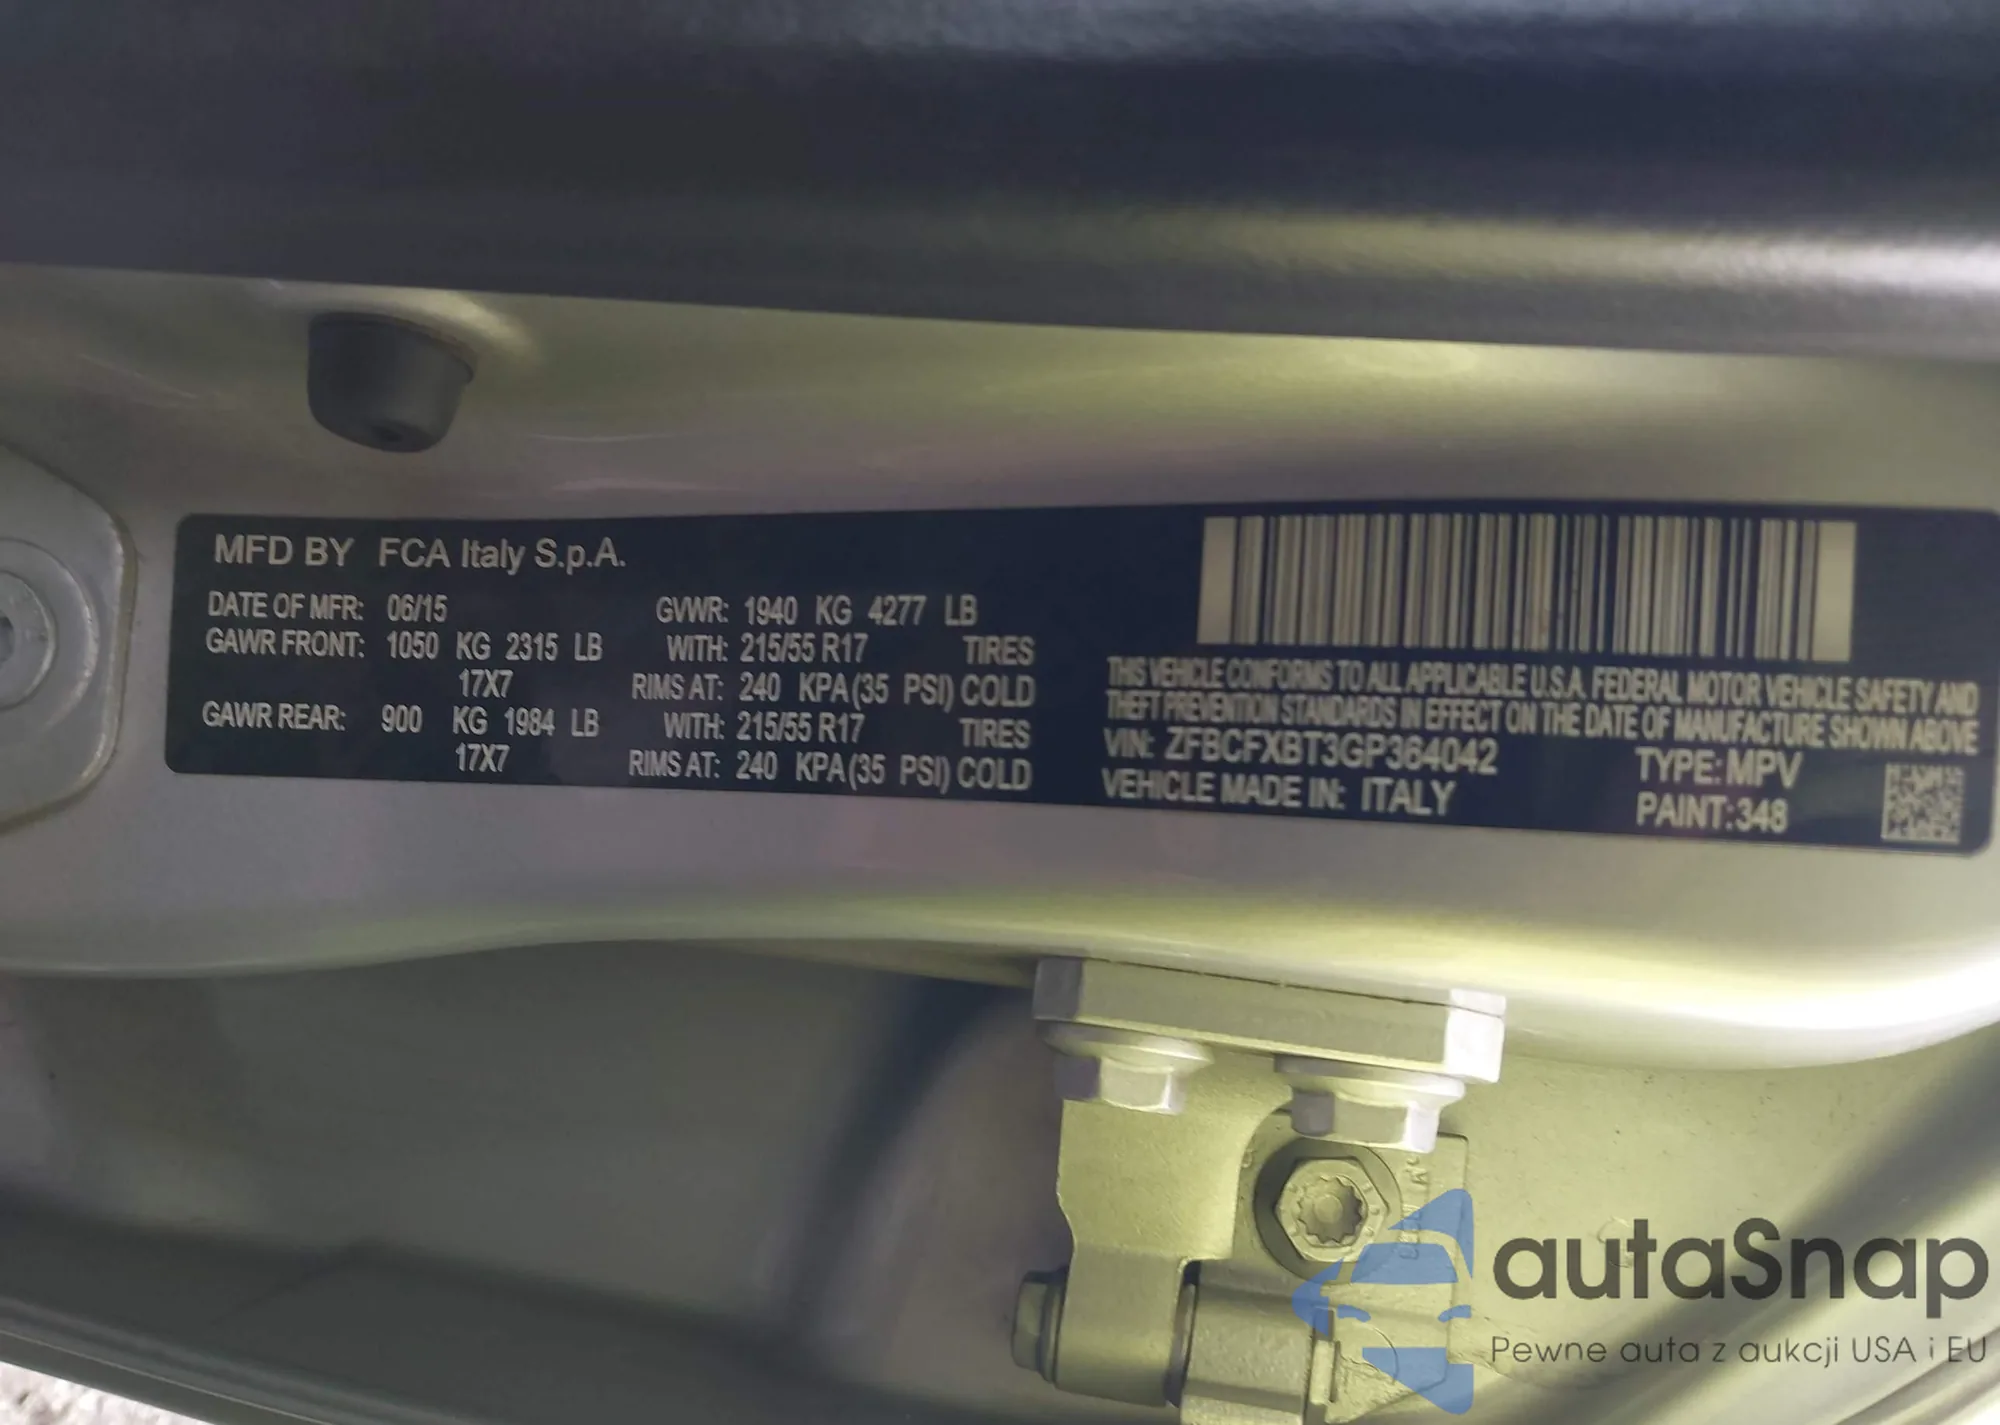 MFD BY FCA Italy S.p.A.
DATE OF MFR: 06/15 GVWR: 1940 KG 4277 LB
GAWR FRONT: 1050 KG 2315 LB WITH: 215/55 R17 TIRES
17X7 RIMS AT: 240 KPA(35 PSI) COLD
GAWR REAR: 900 KG 1984 LB WITH: 215/55 R17 TIRES
17X7 RIMS AT: 240 KPA(35 PSI) COLD
THIS VEHICLE CONFORMS TO ALL APPLICABLE U.S.A. FEDERAL MOTOR VEHICLE SAFETY AND
THEFT PREVENTION STANDARDS IN EFFECT ON THE DATE OF MANUFACTURE SHOWN ABOVE
VIN: ZFBCFXBT3GP364042 TYPE: MPV
VEHICLE MADE IN: ITALY PAINT: 348
autaSnap
Pewne auta z aukcji USA i EU